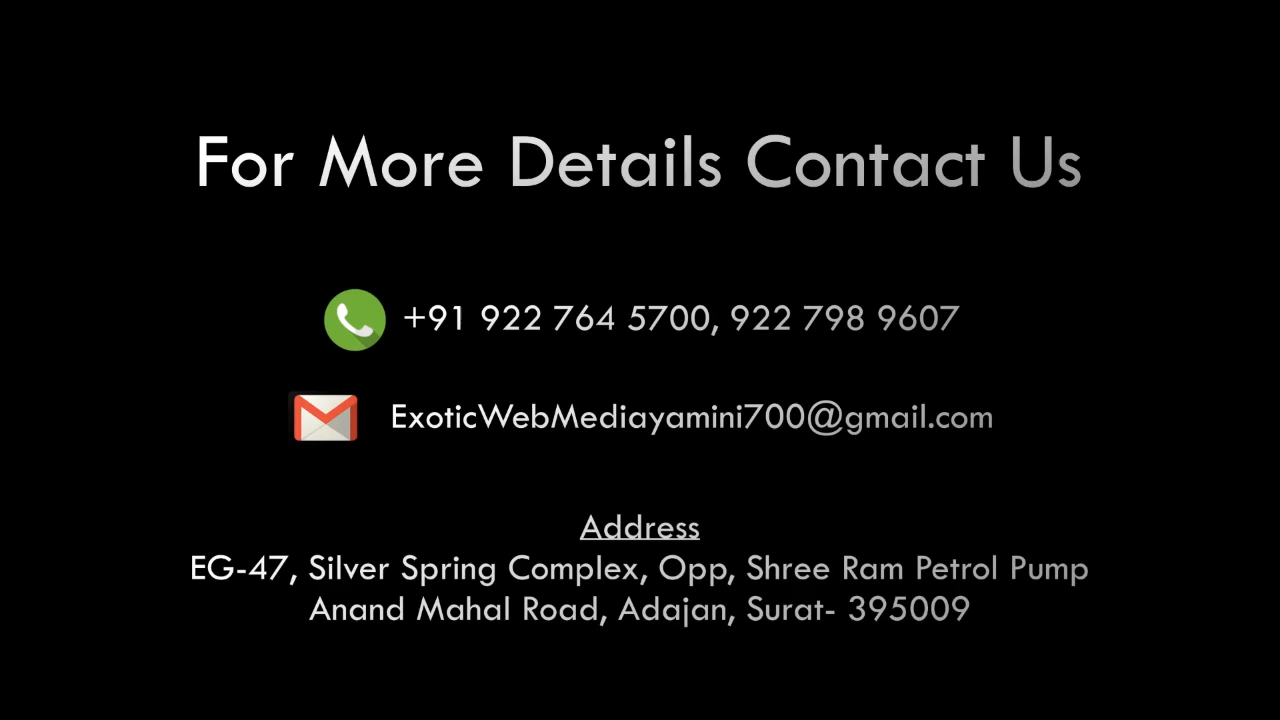 For More Details Contact Us
+91 922 764 5700, 922 798 9607
ExoticWebMediayamini700@gmail.com
Address
EG-47, Silver Spring Complex, Opp, Shree Ram Petrol Pump
Anand Mahal Road, Adajan, Surat- 395009